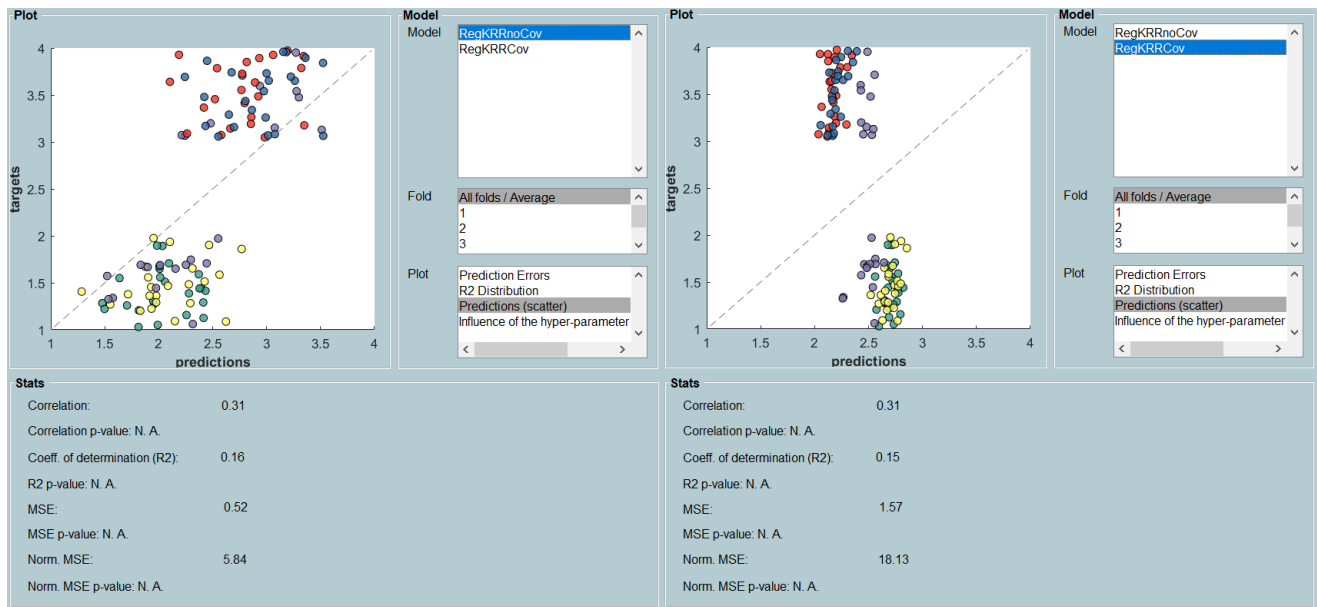 Plot
4
3.5
3
2.5
2
1.5
1
targets
1 1.5 2 2.5 3 3.5 4
predictions
Model
Model
RegKRRnoCov
RegKRRCov
Fold
All folds / Average
1
2
3
Plot
Prediction Errors
R2 Distribution
Predictions (scatter)
Influence of the hyper-parameter
Stats
Correlation: 0.31
Correlation p-value: N. A.
Coeff. of determination (R2): 0.16
R2 p-value: N. A.
MSE: 0.52
MSE p-value: N. A.
Norm. MSE: 5.84
Norm. MSE p-value: N. A.
Plot
4
3.5
3
2.5
2
1.5
1
targets
1 1.5 2 2.5 3 3.5 4
predictions
Model
Model
RegKRRnoCov
RegKRRCov
Fold
All folds / Average
1
2
3
Plot
Prediction Errors
R2 Distribution
Predictions (scatter)
Influence of the hyper-parameter
Stats
Correlation: 0.31
Correlation p-value: N. A.
Coeff. of determination (R2): 0.15
R2 p-value: N. A.
MSE: 1.57
MSE p-value: N. A.
Norm. MSE: 18.13
Norm. MSE p-value: N. A.